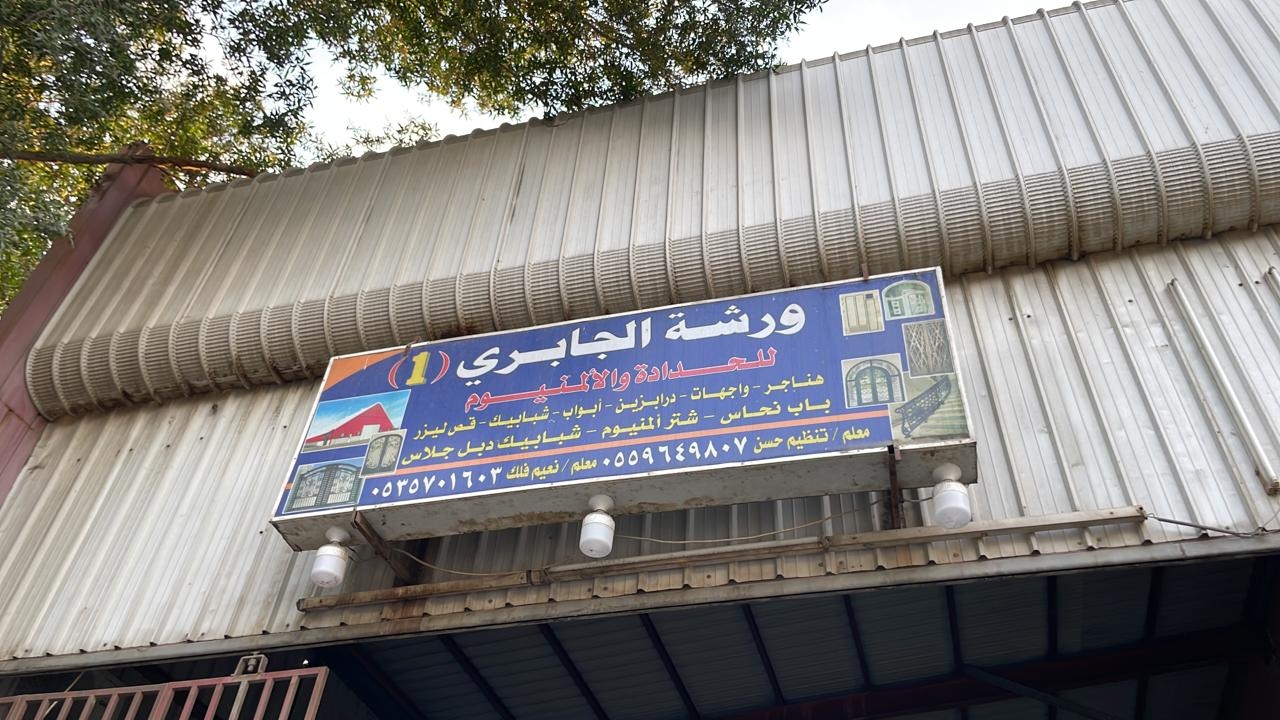 ورشة الجابري (1)
للحدادة والألمنيوم
هناجر - واجهات - درابزين - أبواب - شبابيك - قص ليزر
باب نحاس - شتر ألمنيوم - شبابيك دبل جلاس
معلم / تنظيم حسن ٠٥٥٩٦٤٩٨٠٧ معلم / نعيم فلك ٠٥٣٥٧٠١٦٠٣